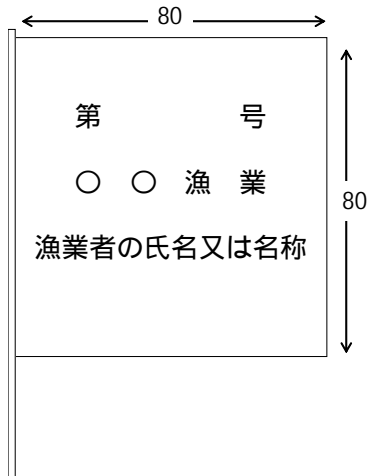 80
第 号
○ ○ 漁 業
80
漁業者の氏名又は名称